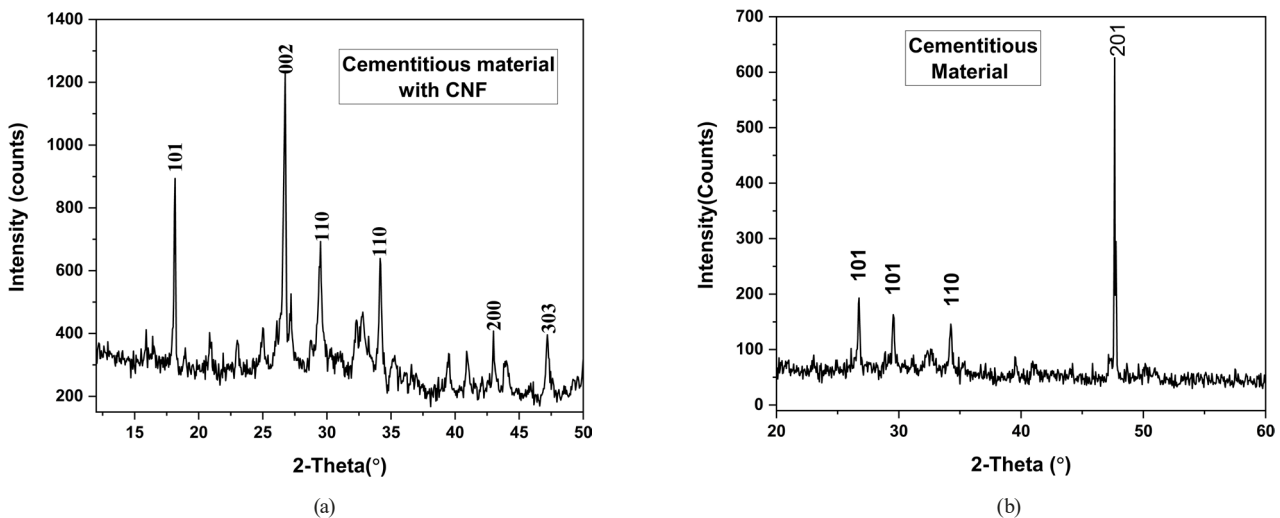 1400
1200
1000
800
600
400
200
Intensity (counts)
Cementitious material
with CNF
101
002
110
110
200
303
15 20 25 30 35 40 45 50
2-Theta(°)
(a)
700
600
500
400
300
200
100
0
Intensity(Counts)
Cementitious
Material
101
101
110
201
20 30 40 50 60
2-Theta (°)
(b)